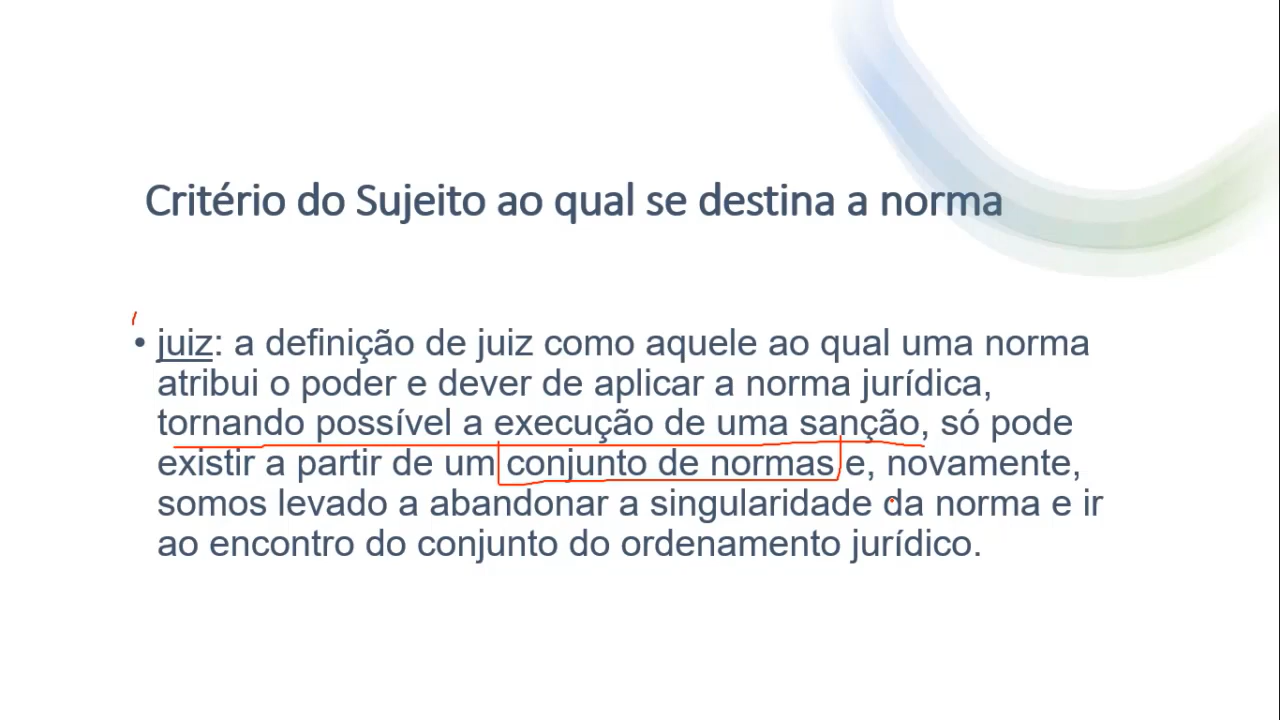 Critério do Sujeito ao qual se destina a norma
• juiz: a definição de juiz como aquele ao qual uma norma
atribui o poder e dever de aplicar a norma jurídica,
tornando possível a execução de uma sanção, só pode
existir a partir de um conjunto de normas e, novamente,
somos levado a abandonar a singularidade da norma e ir
ao encontro do conjunto do ordenamento jurídico.